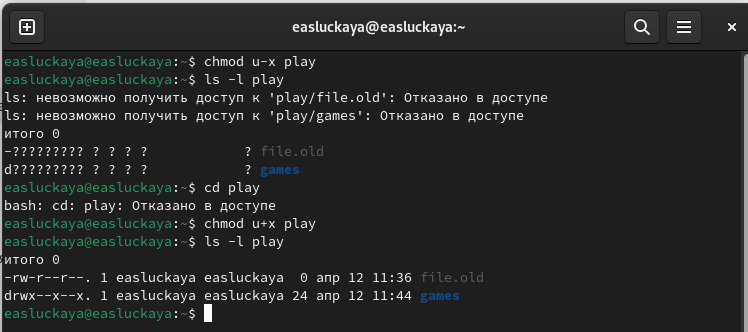 easluckaya@easluckaya:~
easluckaya@easluckaya:~$ chmod u-x play
easluckaya@easluckaya:~$ ls -l play
ls: невозможно получить доступ к 'play/file.old': Отказано в доступе
ls: невозможно получить доступ к 'play/games': Отказано в доступе
итого 0
-????????? ? ? ? ?            ? file.old
d????????? ? ? ? ?            ? games
easluckaya@easluckaya:~$ cd play
bash: cd: play: Отказано в доступе
easluckaya@easluckaya:~$ chmod u+x play
easluckaya@easluckaya:~$ ls -l play
итого 0
-rw-r--r--. 1 easluckaya easluckaya  0 апр 12 11:36 file.old
drwx--x--x. 1 easluckaya easluckaya 24 апр 12 11:44 games
easluckaya@easluckaya:~$